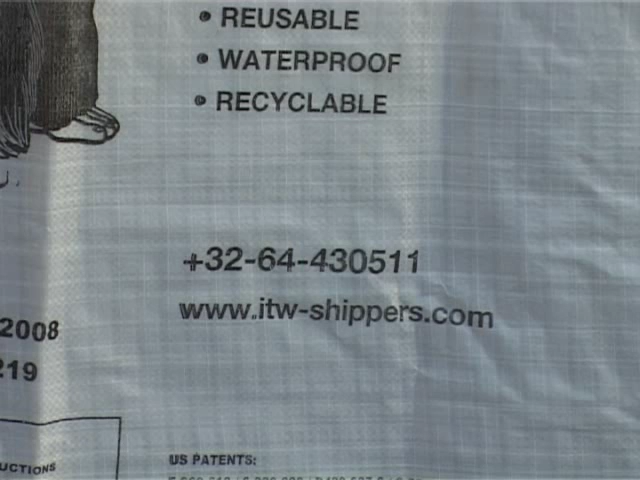 • REUSABLE
• WATERPROOF
• RECYCLABLE
+32-64-430511
www.itw-shippers.com
2008
219
US PATENTS: